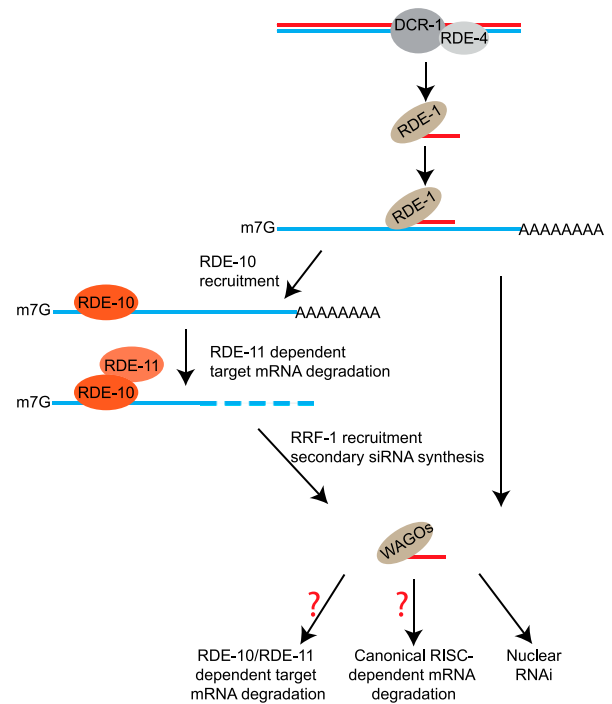 DCR-1
RDE-4
RDE-1
RDE-1
m7G
AAAAAAAA
RDE-10
recruitment
m7G
RDE-10
AAAAAAAA
RDE-11 dependent
target mRNA degradation
RDE-11
RDE-10
m7G
RRF-1 recruitment
secondary siRNA synthesis
WAGOs
?
?
RDE-10/RDE-11
dependent target
mRNA degradation
Canonical RISC-
dependent mRNA
degradation
Nuclear
RNAi